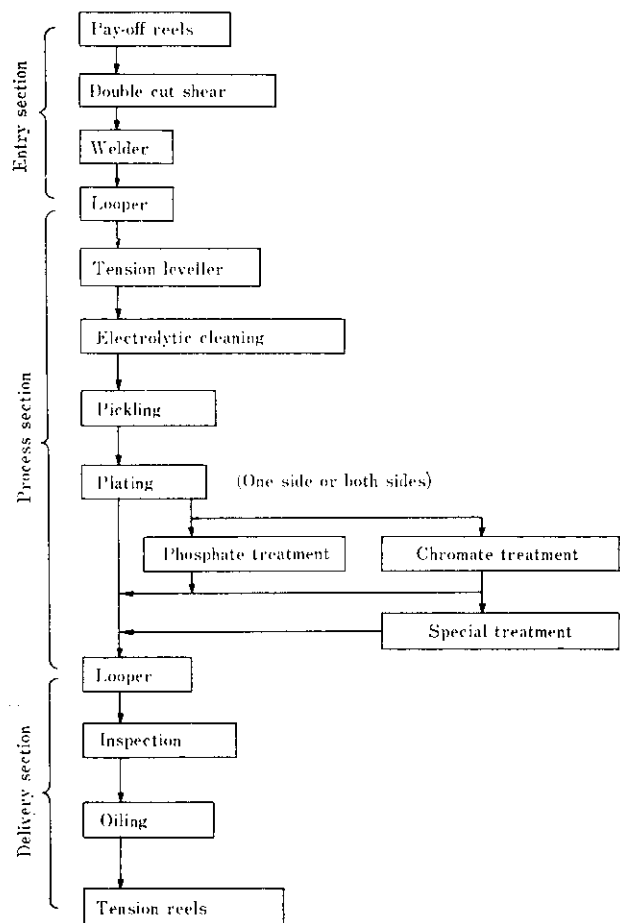 Pay-off reels
Double cut shear
Entry section
Welder
Looper
Tension leveller
Electrolytic cleaning
Pickling
Process section
Plating
(One side or both sides)
Phosphate treatment
Chromate treatment
Special treatment
Looper
Inspection
Delivery section
Oiling
Tension reels